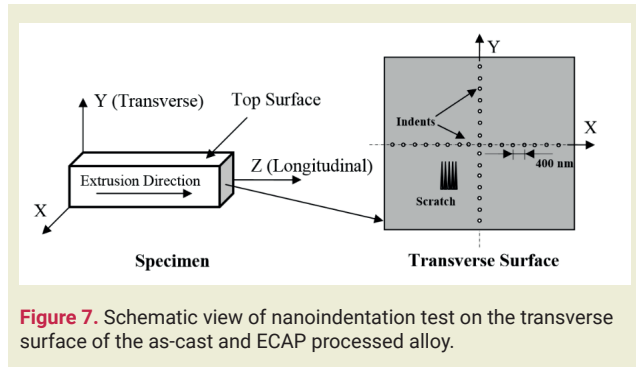 Y (Transverse)
Top Surface
Z (Longitudinal)
Extrusion Direction
X
Specimen
Y
Indents
X
400 nm
Scratch
Transverse Surface
Figure 7. Schematic view of nanoindentation test on the transverse
surface of the as-cast and ECAP processed alloy.